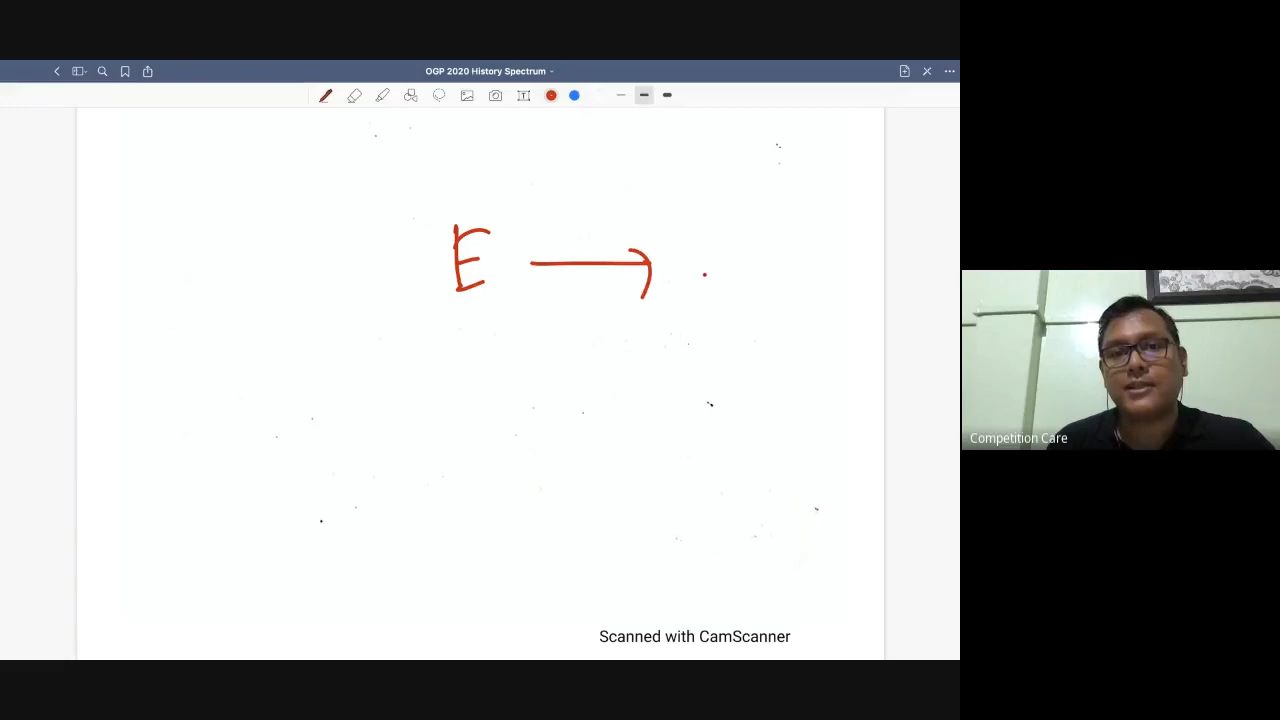 OGP 2020 History Spectrum
E →
Competition Care
Scanned with CamScanner